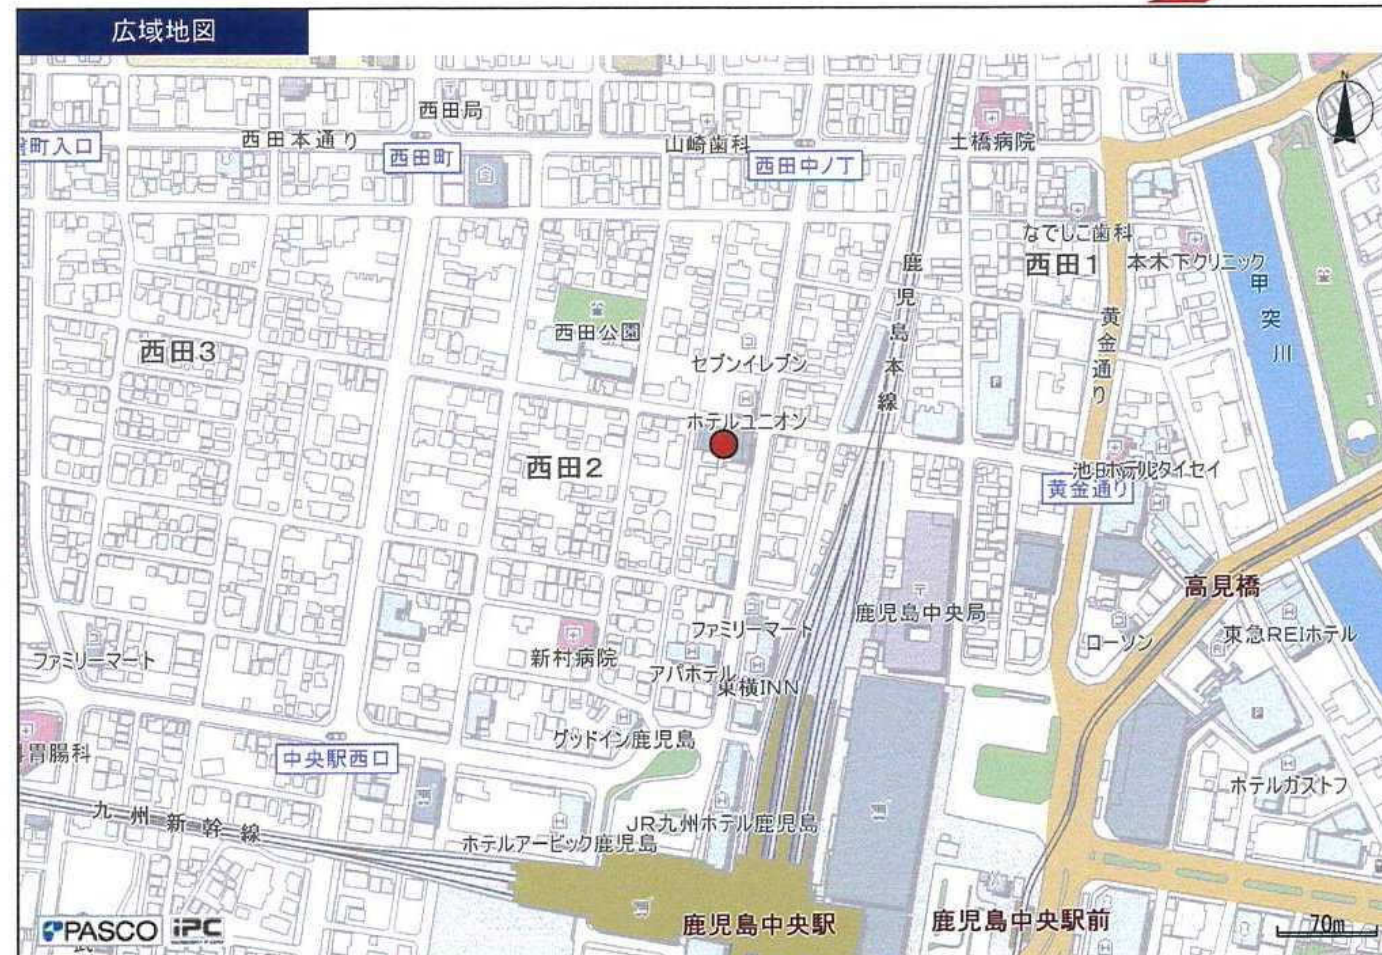 広域地図
西田局
西田本通り
町入口
西田町
山崎歯科
西田中ノ丁
土橋病院
なでしこ歯科
西田1
本木下クリニック
甲突川
鹿児島本線
黄金通り
西田公園
西田3
セブンイレブン
ホテルユニオン
西田2
ホテルタイセイ
黄金通り
高見橋
鹿児島中央局
ファミリーマート
ローソン
東急REIホテル
新村病院
ファミリーマート
アパホテル
東横INN
グッドイン鹿児島
胃腸科
中央駅西口
ホテルガストフ
九州新幹線
JR九州ホテル鹿児島
ホテルアービック鹿児島
鹿児島中央駅
鹿児島中央駅前
PASCO
iPC
70m
N